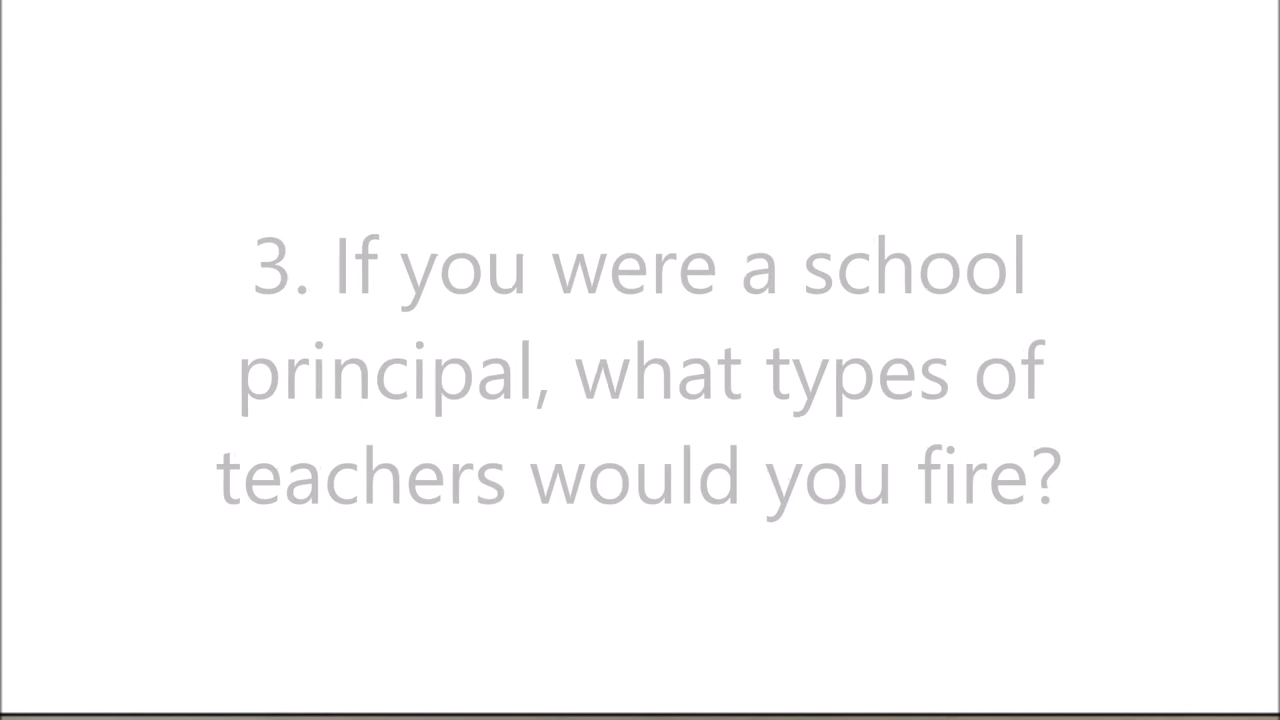 3. If you were a school
principal, what types of
teachers would you fire?